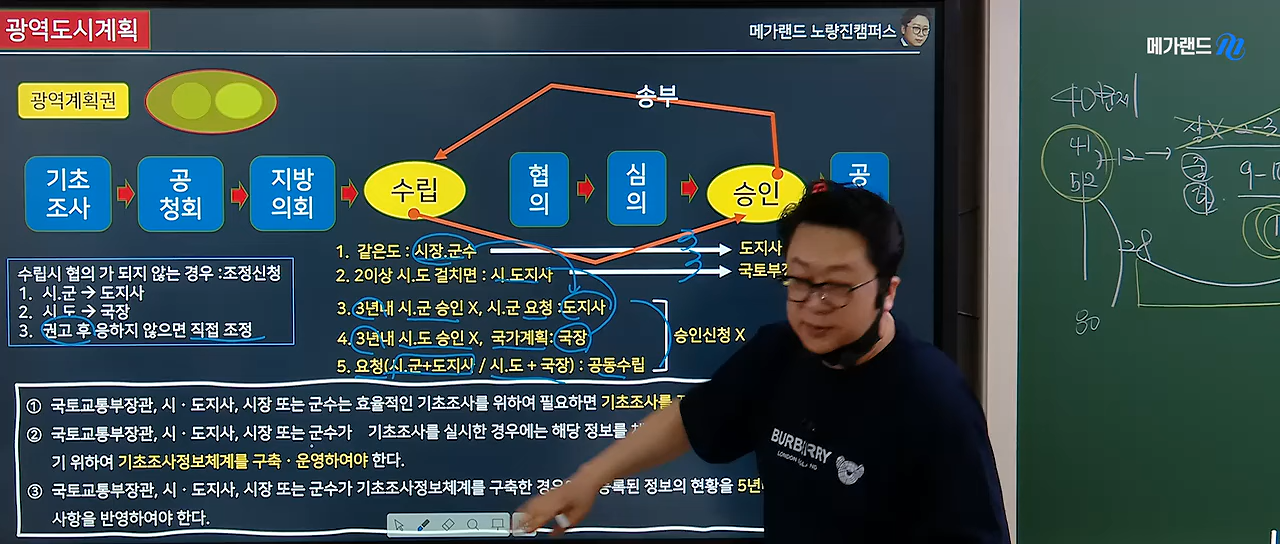 광역도시계획
메가랜드 노량진캠퍼스
메가랜드
광역계획권
송부
기초
조사
공
청회
지방
의회
수립
협
의
심
의
승인
공
1. 같은도 : 시장.군수
도지사
2. 2이상 시.도 걸치면 : 시.도지사
3. 3년내 시.군 승인 X, 시.군 요청 :도지사
4. 3년내 시.도 승인 X, 국가계획: 국장
5. 요청(시.군+도지사 / 시.도 + 국장) : 공동수립
승인신청 X
수립시 협의 가 되지 않는 경우 :조정신청
1. 시.군 → 도지사
2. 시 도 → 국장
3. 권고 후 응하지 않으면 직접 조정
① 국토교통부장관, 시ㆍ도지사, 시장 또는 군수는 효율적인 기초조사를 위하여 필요하면 기초조사를
② 국토교통부장관, 시ㆍ도지사, 시장 또는 군수가 기초조사를 실시한 경우에는 해당 정보를
기 위하여 기초조사정보체계를 구축ㆍ운영하여야 한다.
③ 국토교통부장관, 시ㆍ도지사, 시장 또는 군수가 기초조사정보체계를 구축한 경우 등록된 정보의 현황을 5년
사항을 반영하여야 한다.
BURBERRY
40문제
41
52
12 →
28
80